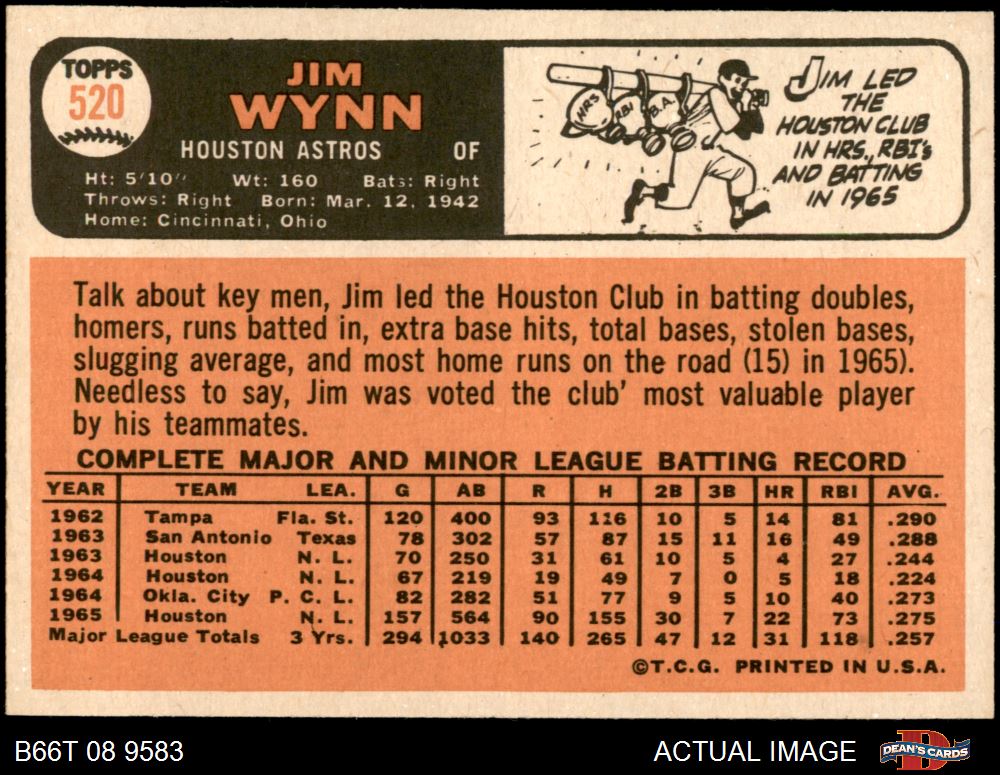 TOPPS
520
JIM
WYNN
HOUSTON ASTROS OF
Ht: 5'10" Wt: 160 Bats: Right
Throws: Right Born: Mar. 12, 1942
Home: Cincinnati, Ohio
HRS
RBI
B.A.
JIM LED
THE
HOUSTON CLUB
IN HRS., RBI's
AND BATTING
IN 1965
Talk about key men, Jim led the Houston Club in batting doubles,
homers, runs batted in, extra base hits, total bases, stolen bases,
slugging average, and most home runs on the road (15) in 1965).
Needless to say, Jim was voted the club' most valuable player
by his teammates.
COMPLETE MAJOR AND MINOR LEAGUE BATTING RECORD
YEAR TEAM LEA. G AB R H 2B 3B HR RBI AVG.
1962 Tampa Fla. St. 120 400 93 116 10 5 14 81 .290
1963 San Antonio Texas 78 302 57 87 15 11 16 49 .288
1963 Houston N. L. 70 250 31 61 10 5 4 27 .244
1964 Houston N. L. 67 219 19 49 7 0 5 18 .224
1964 Okla. City P. C. L. 82 282 51 77 9 5 10 40 .273
1965 Houston N. L. 157 564 90 155 30 7 22 73 .275
Major League Totals 3 Yrs. 294 1033 140 265 47 12 31 118 .257
©T.C.G. PRINTED IN U.S.A.
B66T 08 9583 ACTUAL IMAGE DEAN'S CARDS